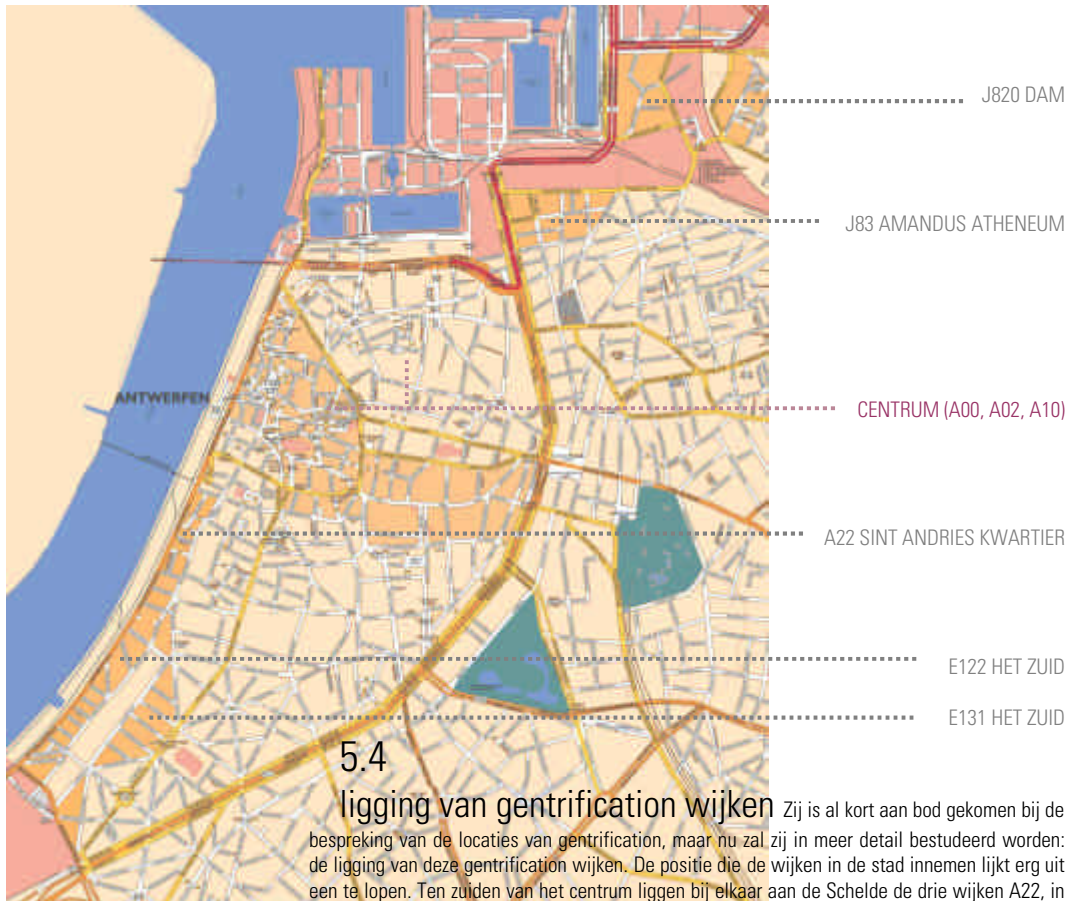 J820 DAM
J83 AMANDUS ATHENEUM
ANTWERPEN
CENTRUM (A00, A02, A10)
A22 SINT ANDRIES KWARTIER
E122 HET ZUID
E131 HET ZUID
5.4
ligging van gentrification wijken Zij is al kort aan bod gekomen bij de
bespreking van de locaties van gentrification, maar nu zal zij in meer detail bestudeerd worden:
de ligging van deze gentrification wijken. De positie die de wijken in de stad innemen lijkt erg uit
een te lopen. Ten zuiden van het centrum liggen bij elkaar aan de Schelde de drie wijken A22, in